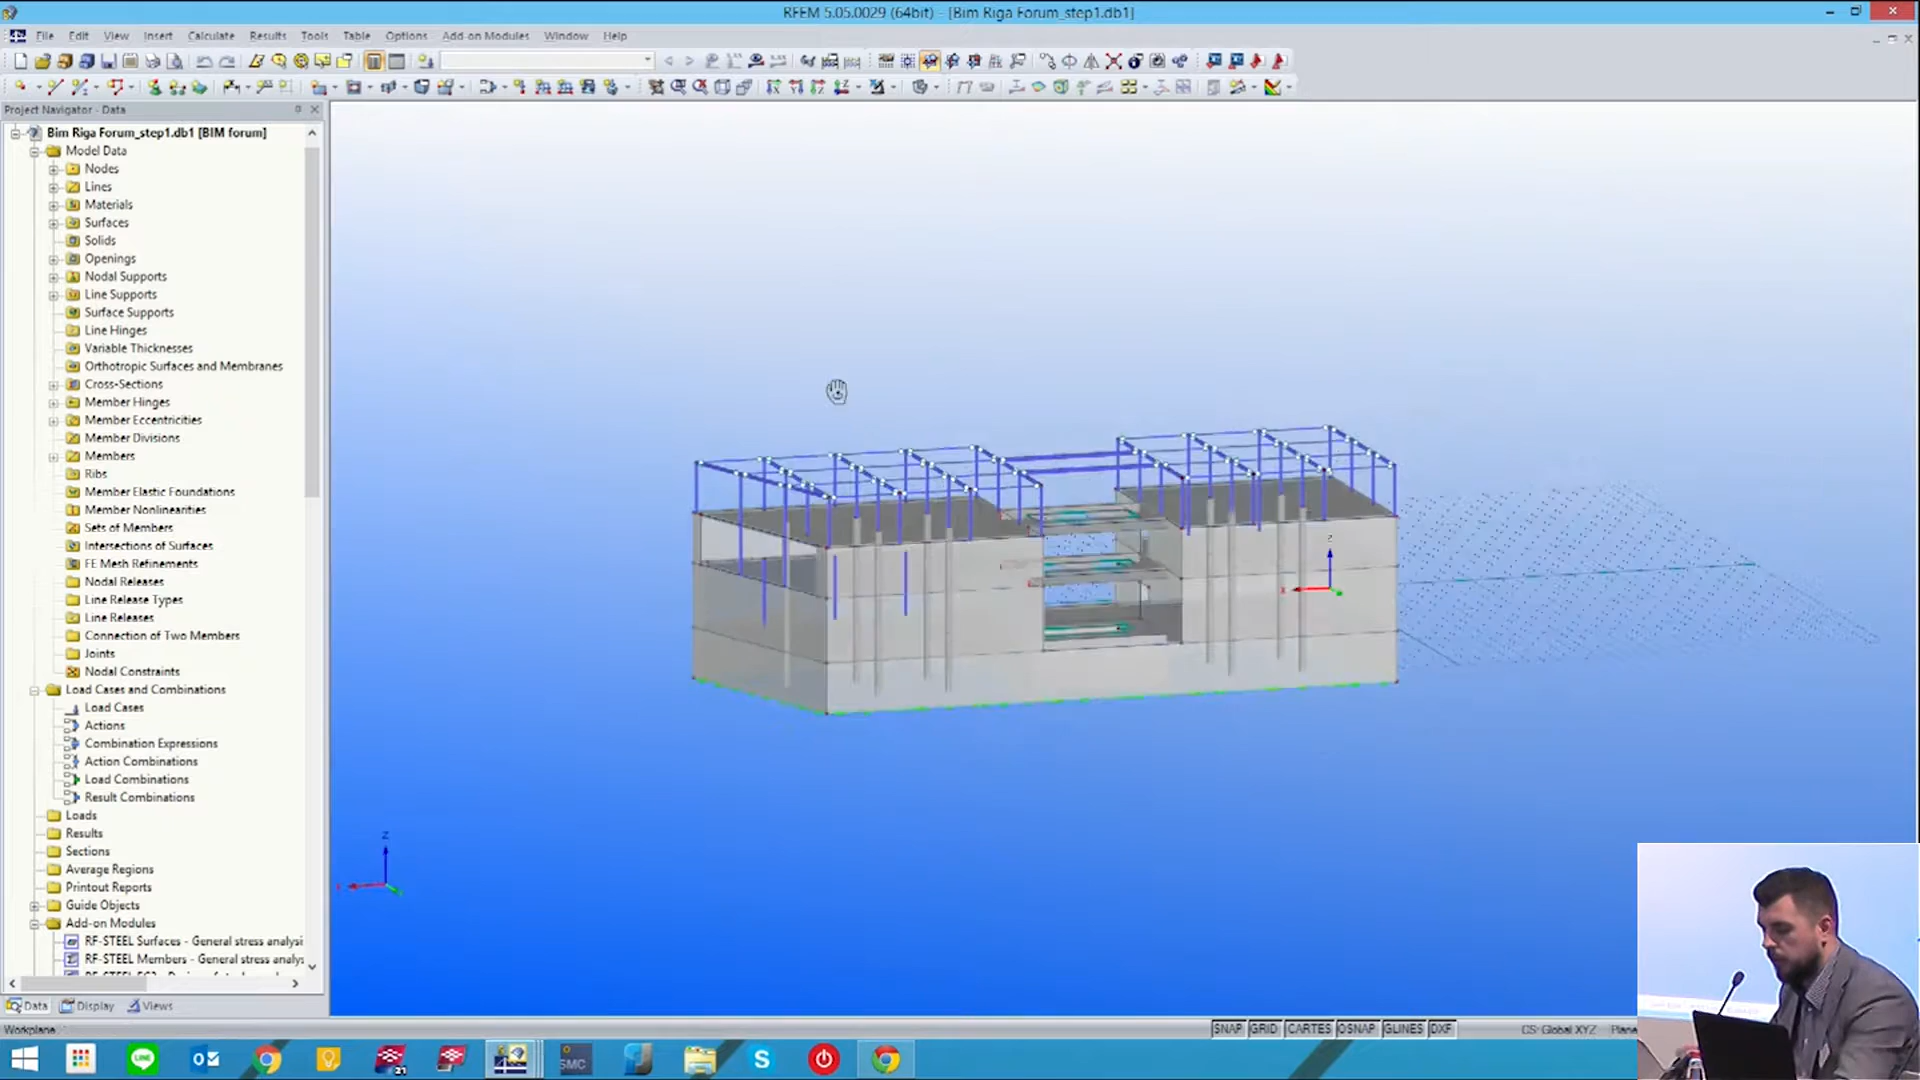 RFEM 5.05.0029 (64bit) - [Bim Riga Forum_step1.db1]
File Edit View Insert Calculate Results Tools Table Options Add-on Modules Window Help
Project Navigator - Data
Bim Riga Forum_step1.db1 [BIM forum]
Model Data
Nodes
Lines
Materials
Surfaces
Solids
Openings
Nodal Supports
Line Supports
Surface Supports
Line Hinges
Variable Thicknesses
Orthotropic Surfaces and Membranes
Cross-Sections
Member Hinges
Member Eccentricities
Member Divisions
Members
Ribs
Member Elastic Foundations
Member Nonlinearities
Sets of Members
Intersections of Surfaces
FE Mesh Refinements
Nodal Releases
Line Release Types
Line Releases
Connection of Two Members
Joints
Nodal Constraints
Load Cases and Combinations
Load Cases
Actions
Combination Expressions
Action Combinations
Load Combinations
Result Combinations
Loads
Results
Sections
Average Regions
Printout Reports
Guide Objects
Add-on Modules
RF-STEEL Surfaces - General stress analysi
RF-STEEL Members - General stress analys
Z
X
Z
Data Display Views
Workplane
SNAP GRID CARTES OSNAP GLINES DXF
CS: Global XYZ Plane
LINE
21
SMC